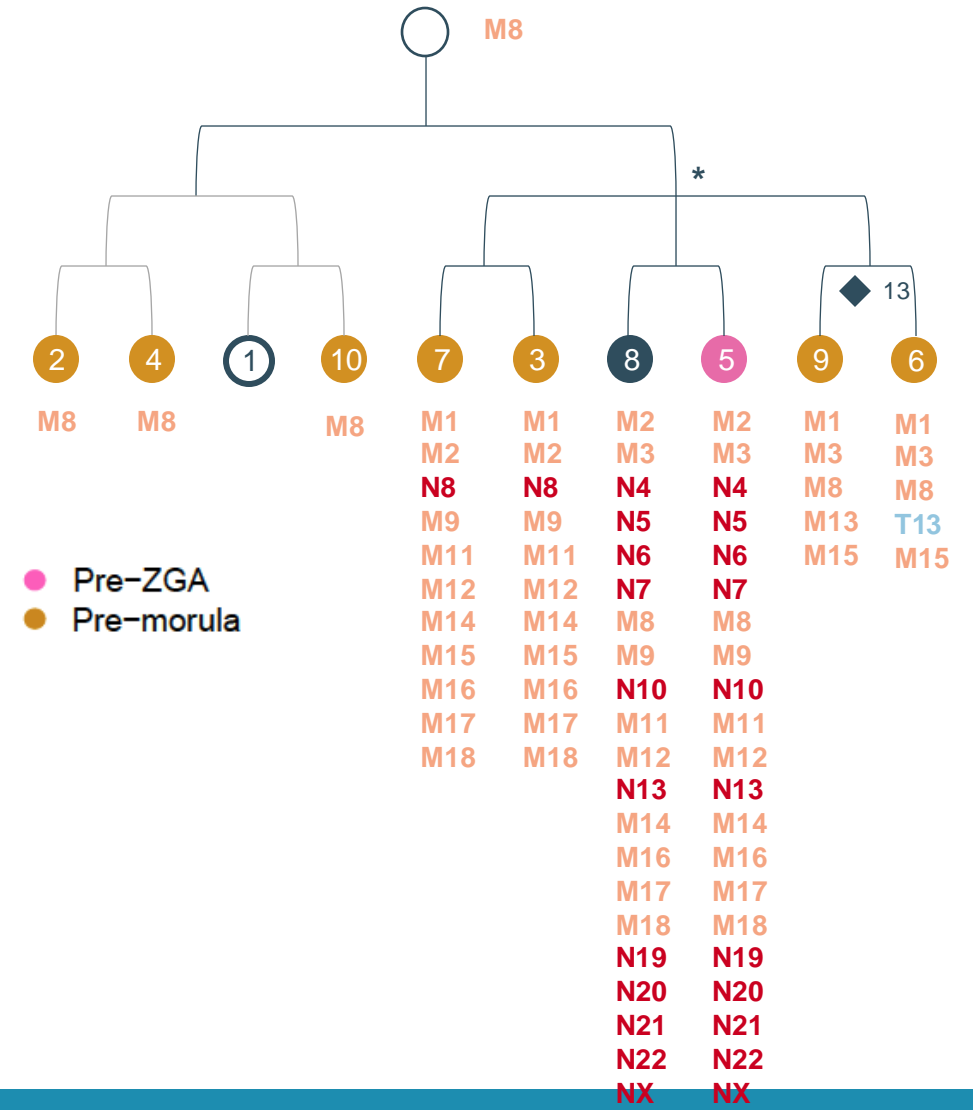 M8
*
13
2 4 1 10 7 3 8 5 9 6
M8 M8 M8 M1 M1 M2 M2 M1 M1
M2 M2 M3 M3 M3 M3
N8 N8 N4 N4 M8 M8
M9 M9 N5 N5 M13 T13
M11 M11 N6 N6 M15 M15
M12 M12 N7 N7
Pre-ZGA
Pre-morula
M14 M14 M8 M8
M15 M15 M9 M9
M16 M16 N10 N10
M17 M17 M11 M11
M18 M18 M12 M12
N13 N13
M14 M14
M16 M16
M17 M17
M18 M18
N19 N19
N20 N20
N21 N21
N22 N22
NX NX